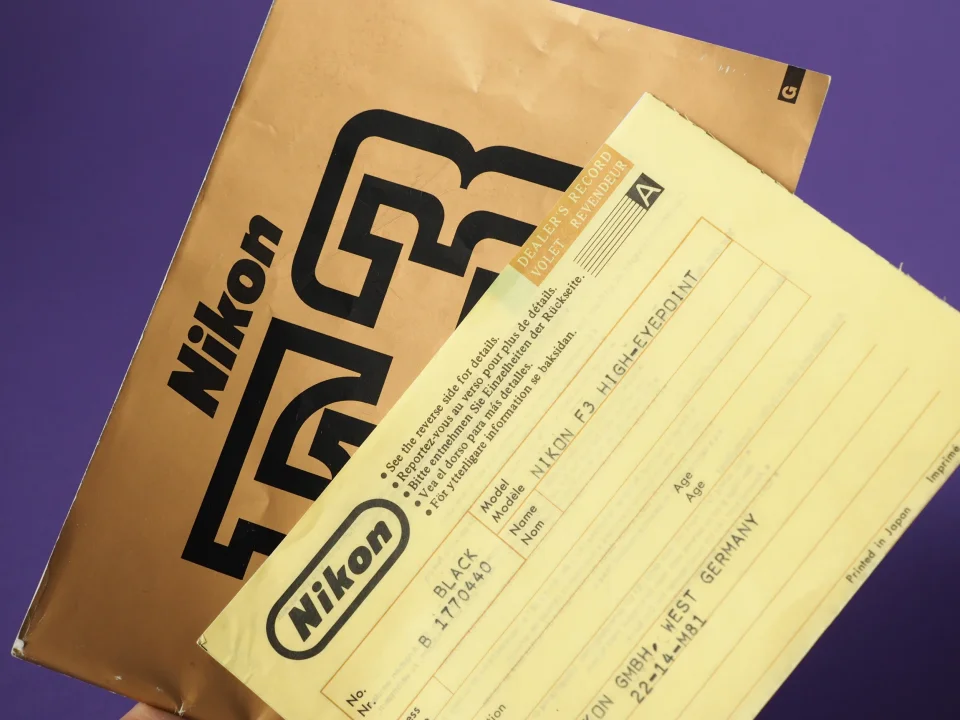 Nikon
F3
G
DEALER'S RECORD
VOLET REVENDEUR
A
• See the reverse side for details.
• Reportez-vous au verso pour plus de détails.
• Bitte entnehmen Sie Einzelheiten der Rückseite.
• Vea el dorso para más detalles.
• För ytterligare information se baksidan.
Nikon
Model
Modèle
NIKON F3 HIGH-EYEPOINT
BLACK
No.
Nr.
B 1770440
Name
Nom
Age
Age
GMBH, WEST GERMANY
22-14-M81
Printed in Japan
Imprimé